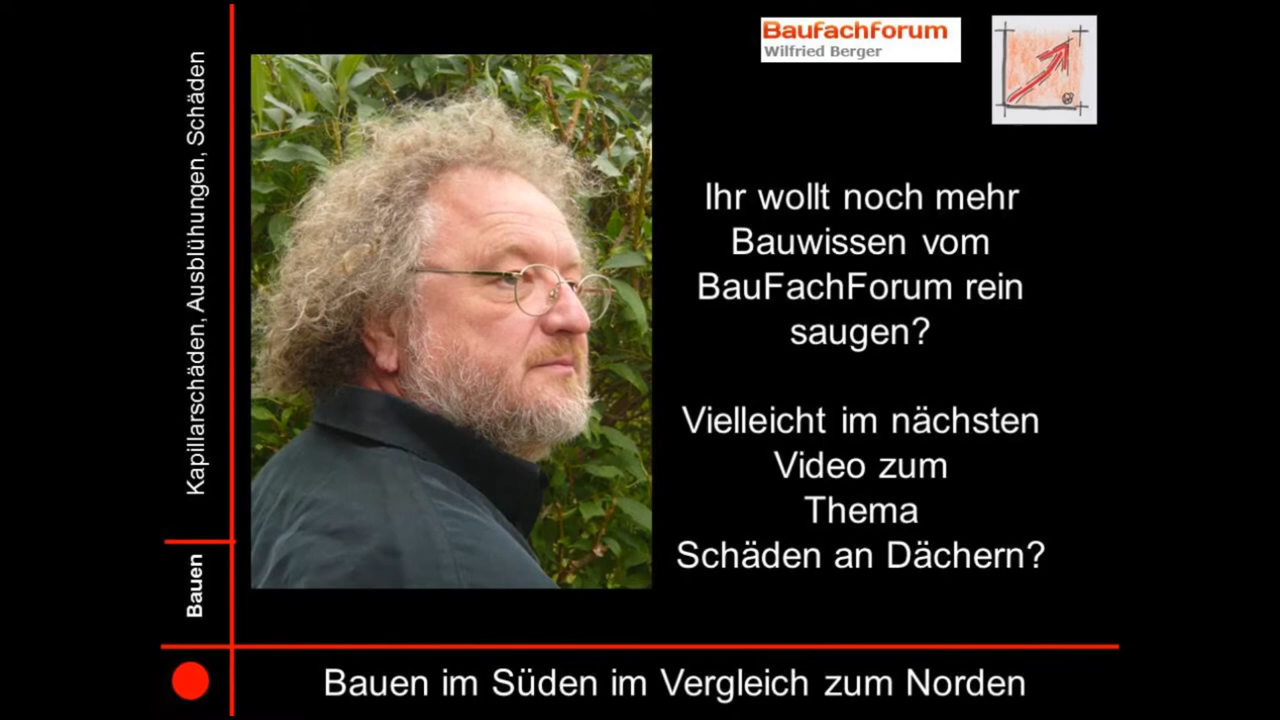 BauFachForum
Wilfried Berger
Kapillarschäden, Ausblühungen, Schäden
Bauen
Ihr wollt noch mehr
Bauwissen vom
BauFachForum rein
saugen?
Vielleicht im nächsten
Video zum
Thema
Schäden an Dächern?
Bauen im Süden im Vergleich zum Norden